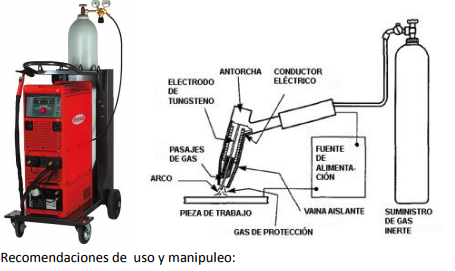 ANTORCHA
CONDUCTOR
ELÉCTRICO
ELECTRODO
DE
TUNGSTENO
PASAJES
DE GAS
FUENTE
DE
ALIMENTA-
CIÓN
ARCO
PIEZA DE TRABAJO
VAINA AISLANTE
SUMINISTRO
DE GAS
INERTE
GAS DE PROTECCIÓN
Recomendaciones de uso y manipuleo: